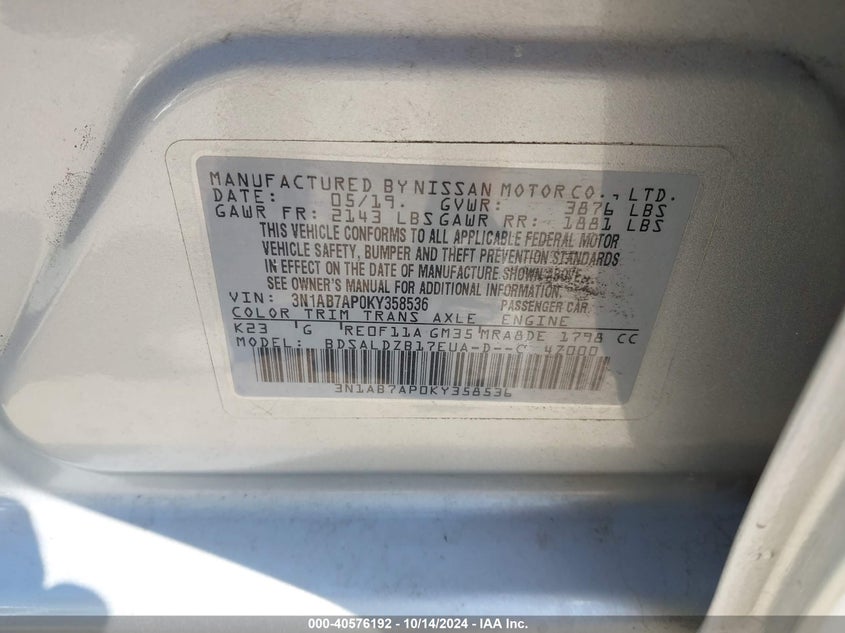 MANUFACTURED BY NISSAN MOTOR CO., LTD.
DATE: 05/19. GVWR: 3876 LBS
GAWR FR: 2143 LBS GAWR RR: 1881 LBS
THIS VEHICLE CONFORMS TO ALL APPLICABLE FEDERAL MOTOR
VEHICLE SAFETY, BUMPER AND THEFT PREVENTION STANDARDS
IN EFFECT ON THE DATE OF MANUFACTURE SHOWN ABOVE.
SEE OWNER'S MANUAL FOR ADDITIONAL INFORMATION.
VIN: 3N1AB7AP0KY358536 PASSENGER CAR
COLOR TRIM TRANS AXLE ENGINE
K23 G RE0F11A GM35 MRA8DE 1798 CC
MODEL: BDSALDZB17EUA-D--C 47000
3N1AB7AP0KY358536
000-40576192 - 10/14/2024 - IAA Inc.